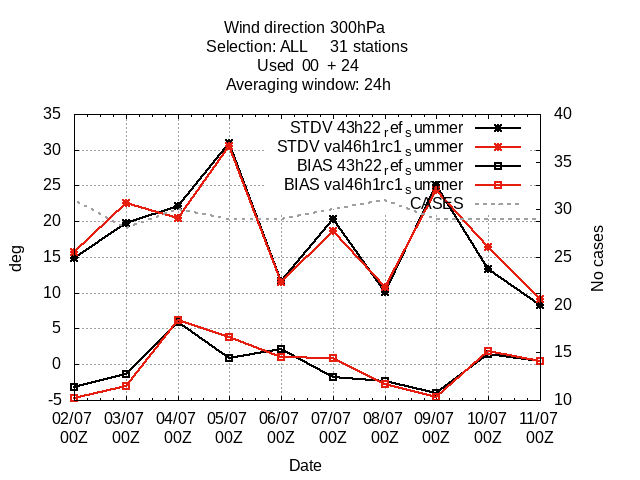 Wind direction 300hPa
Selection: ALL     31 stations
Used  00  + 24
Averaging window: 24h
35 40
STDV 43h22_ref_summer
30 STDV val46h1rc1_summer 35
BIAS 43h22_ref_summer
25 BIAS val46h1rc1_summer
CASES 30
20
deg 15 25 No cases
10 20
5
0 15
-5 10
02/07 03/07 04/07 05/07 06/07 07/07 08/07 09/07 10/07 11/07
00Z 00Z 00Z 00Z 00Z 00Z 00Z 00Z 00Z 00Z
Date